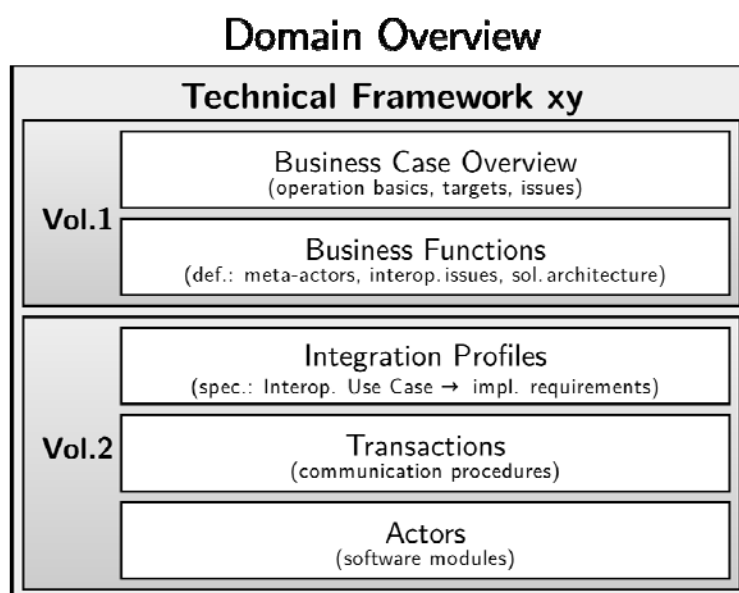 Domain Overview
Technical Framework xy
Vol.1
Business Case Overview
(operation basics, targets, issues)
Business Functions
(def.: meta-actors, interop. issues, sol. architecture)
Vol.2
Integration Profiles
(spec.: Interop. Use Case → impl. requirements)
Transactions
(communication procedures)
Actors
(software modules)